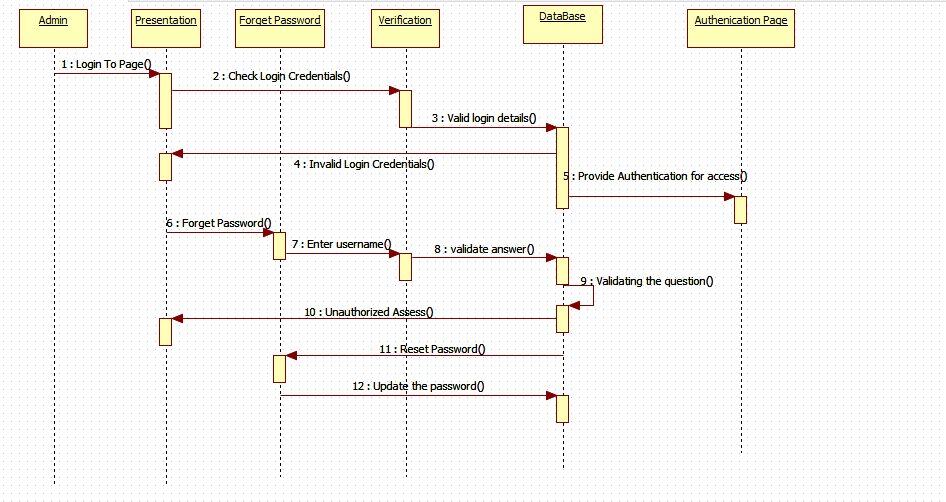 Admin
Presentation
Forget Password
Verification
DataBase
Authenication Page
1 : Login To Page()
2 : Check Login Credentials()
3 : Valid login details()
4 : Invalid Login Credentials()
5 : Provide Authentication for access()
6 : Forget Password()
7 : Enter username()
8 : validate answer()
9 : Validating the question()
10 : Unauthorized Assess()
11 : Reset Password()
12 : Update the password()